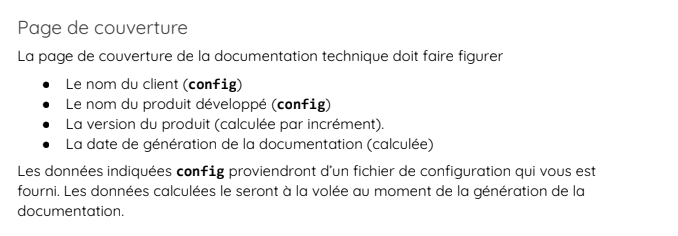 Page de couverture
La page de couverture de la documentation technique doit faire figurer
● Le nom du client (config)
● Le nom du produit développé (config)
● La version du produit (calculée par incrément).
● La date de génération de la documentation (calculée)
Les données indiquées config proviendront d'un fichier de configuration qui vous est
fourni. Les données calculées le seront à la volée au moment de la génération de la
documentation.